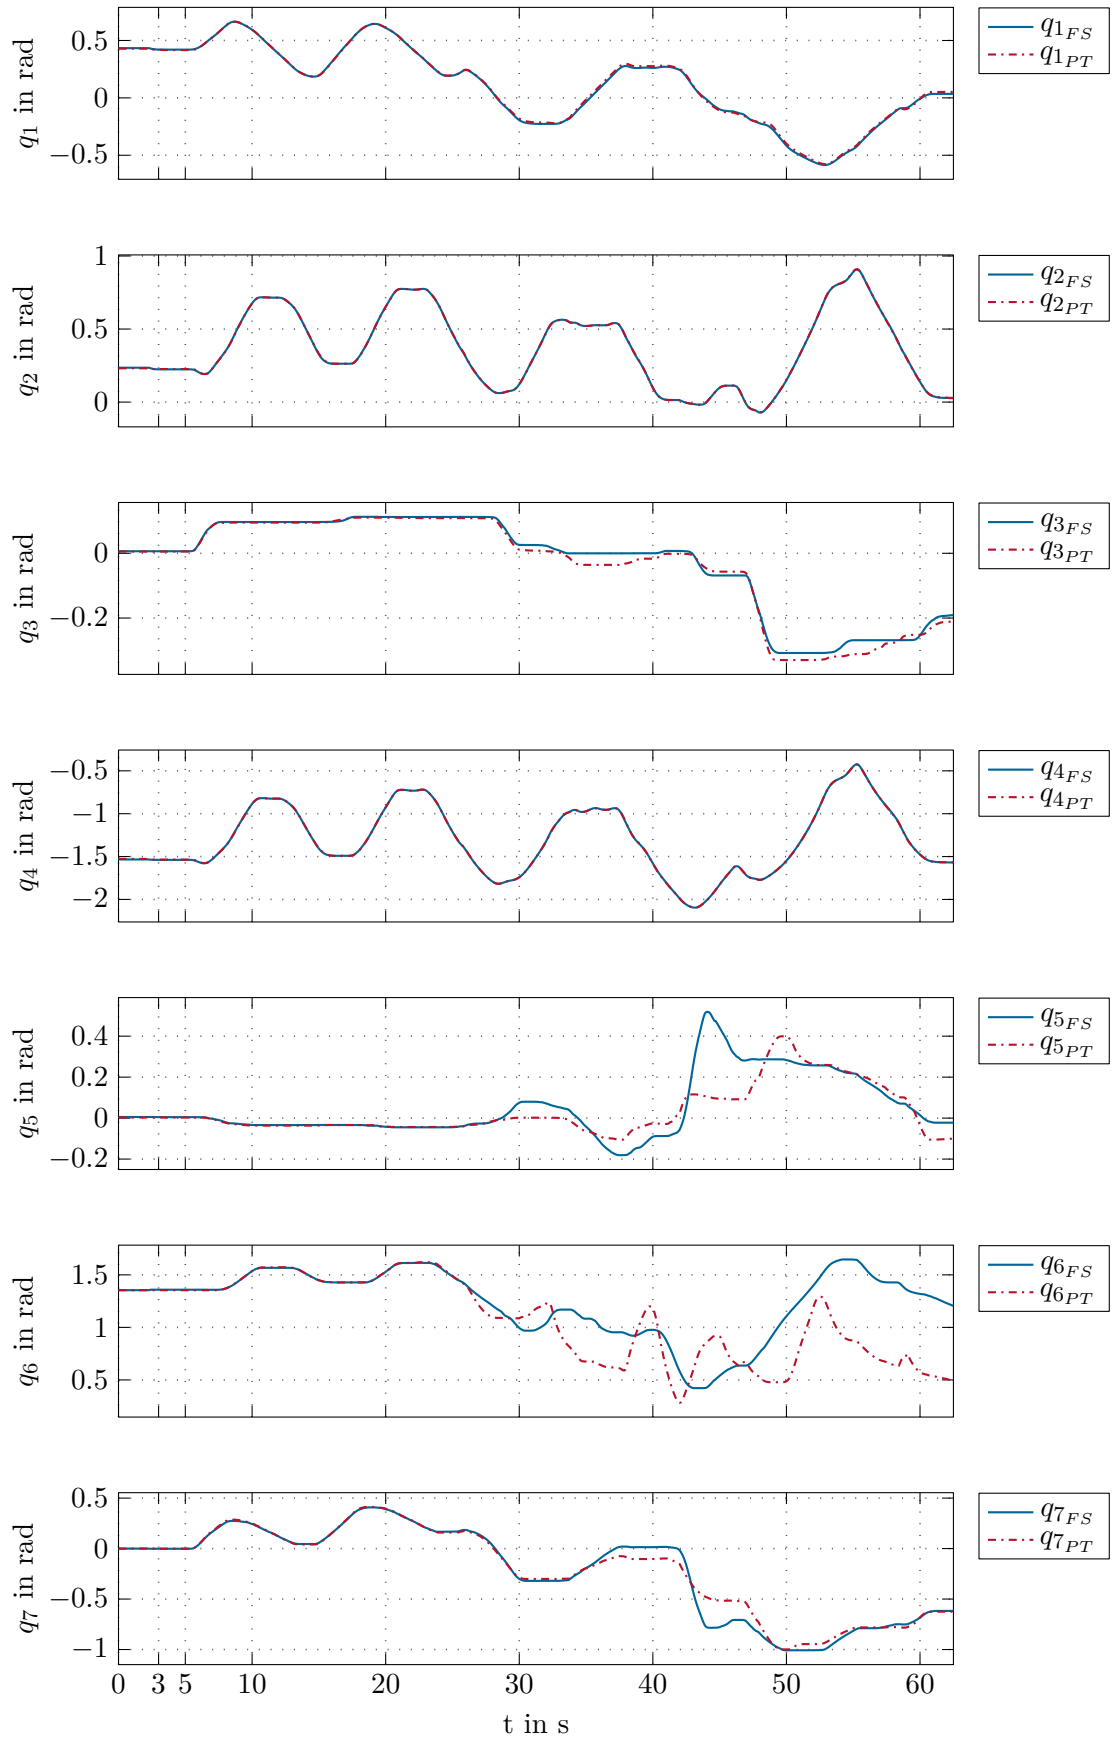 0.5
0
−0.5
q1 in rad
q1FS
q1PT
1
0.5
0
q2 in rad
q2FS
q2PT
0
−0.2
q3 in rad
q3FS
q3PT
−0.5
−1
−1.5
−2
q4 in rad
q4FS
q4PT
0.4
0.2
0
−0.2
q5 in rad
q5FS
q5PT
1.5
1
0.5
q6 in rad
q6FS
q6PT
0.5
0
−0.5
−1
q7 in rad
q7FS
q7PT
0 3 5 10 20 30 40 50 60
t in s